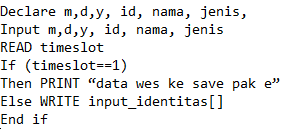 Declare m,d,y, id, nama, jenis,
Input m,d,y, id, nama, jenis
READ timeslot
If (timeslot==1)
Then PRINT “data wes ke save pak e”
Else WRITE input_identitas[]
End if